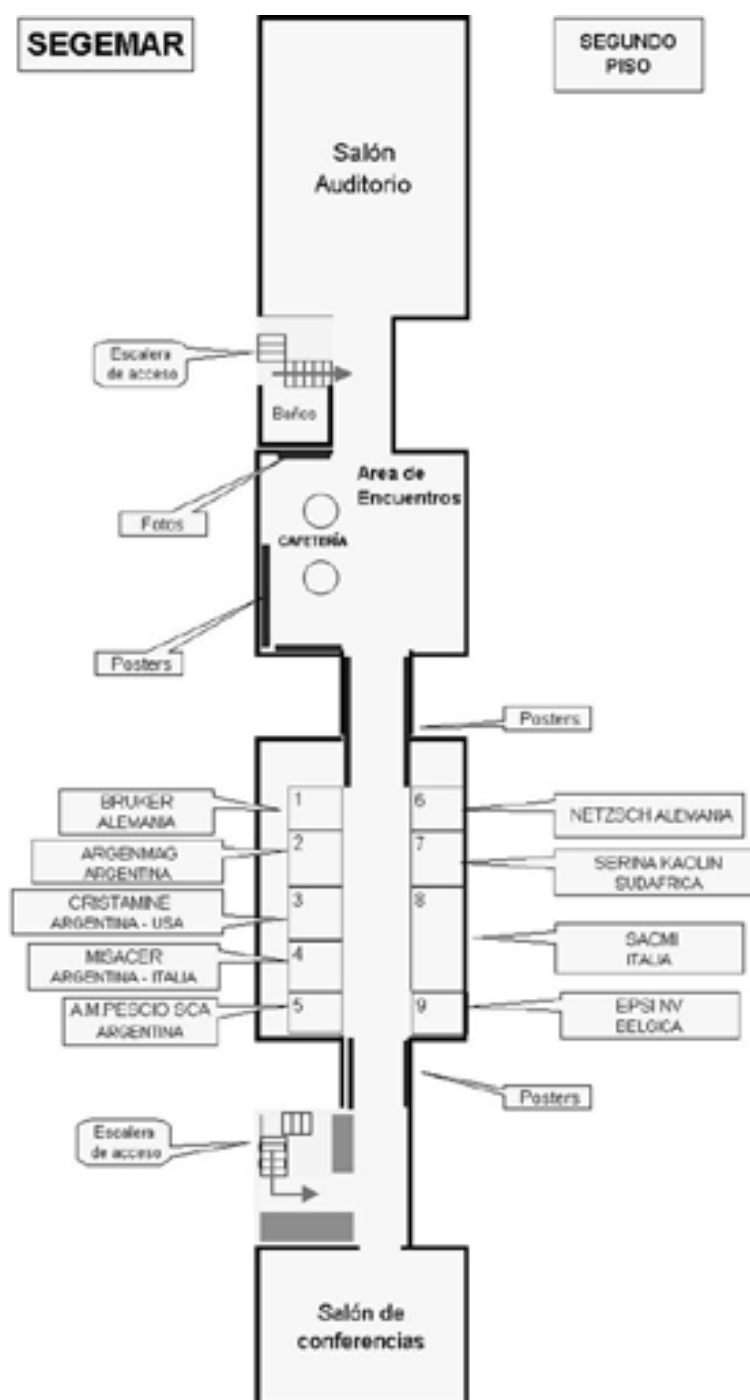 SEGEMAR
SEGUNDO
PISO
Salón
Auditorio
Escalera
de acceso
Baños
Area de
Encuentros
Fotos
CAFETERÍA
Posters
Posters
BRUKER
ALEMANIA
1
6
NETZSCH ALEMANIA
ARGENMAG
ARGENTINA
2
7
SERINA KAOLIN
SUDAFRICA
CRISTAMINE
ARGENTINA - USA
3
8
MISACER
ARGENTINA - ITALIA
4
SACMI
ITALIA
A.M.PESCIO SCA
ARGENTINA
5
9
EPSI NV
BELGICA
Posters
Escalera
de acceso
Salón de
conferencias